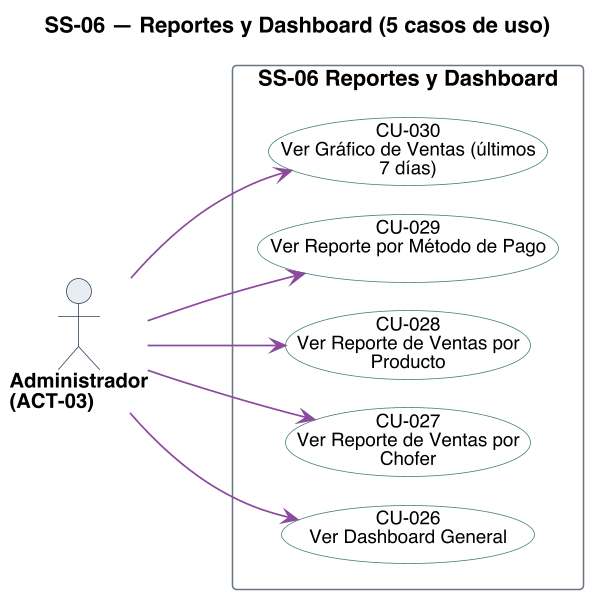 SS-06 — Reportes y Dashboard (5 casos de uso)
SS-06 Reportes y Dashboard
CU-030
Ver Gráfico de Ventas (últimos
7 días)
CU-029
Ver Reporte por Método de Pago
CU-028
Ver Reporte de Ventas por
Producto
Administrador
(ACT-03)
CU-027
Ver Reporte de Ventas por
Chofer
CU-026
Ver Dashboard General